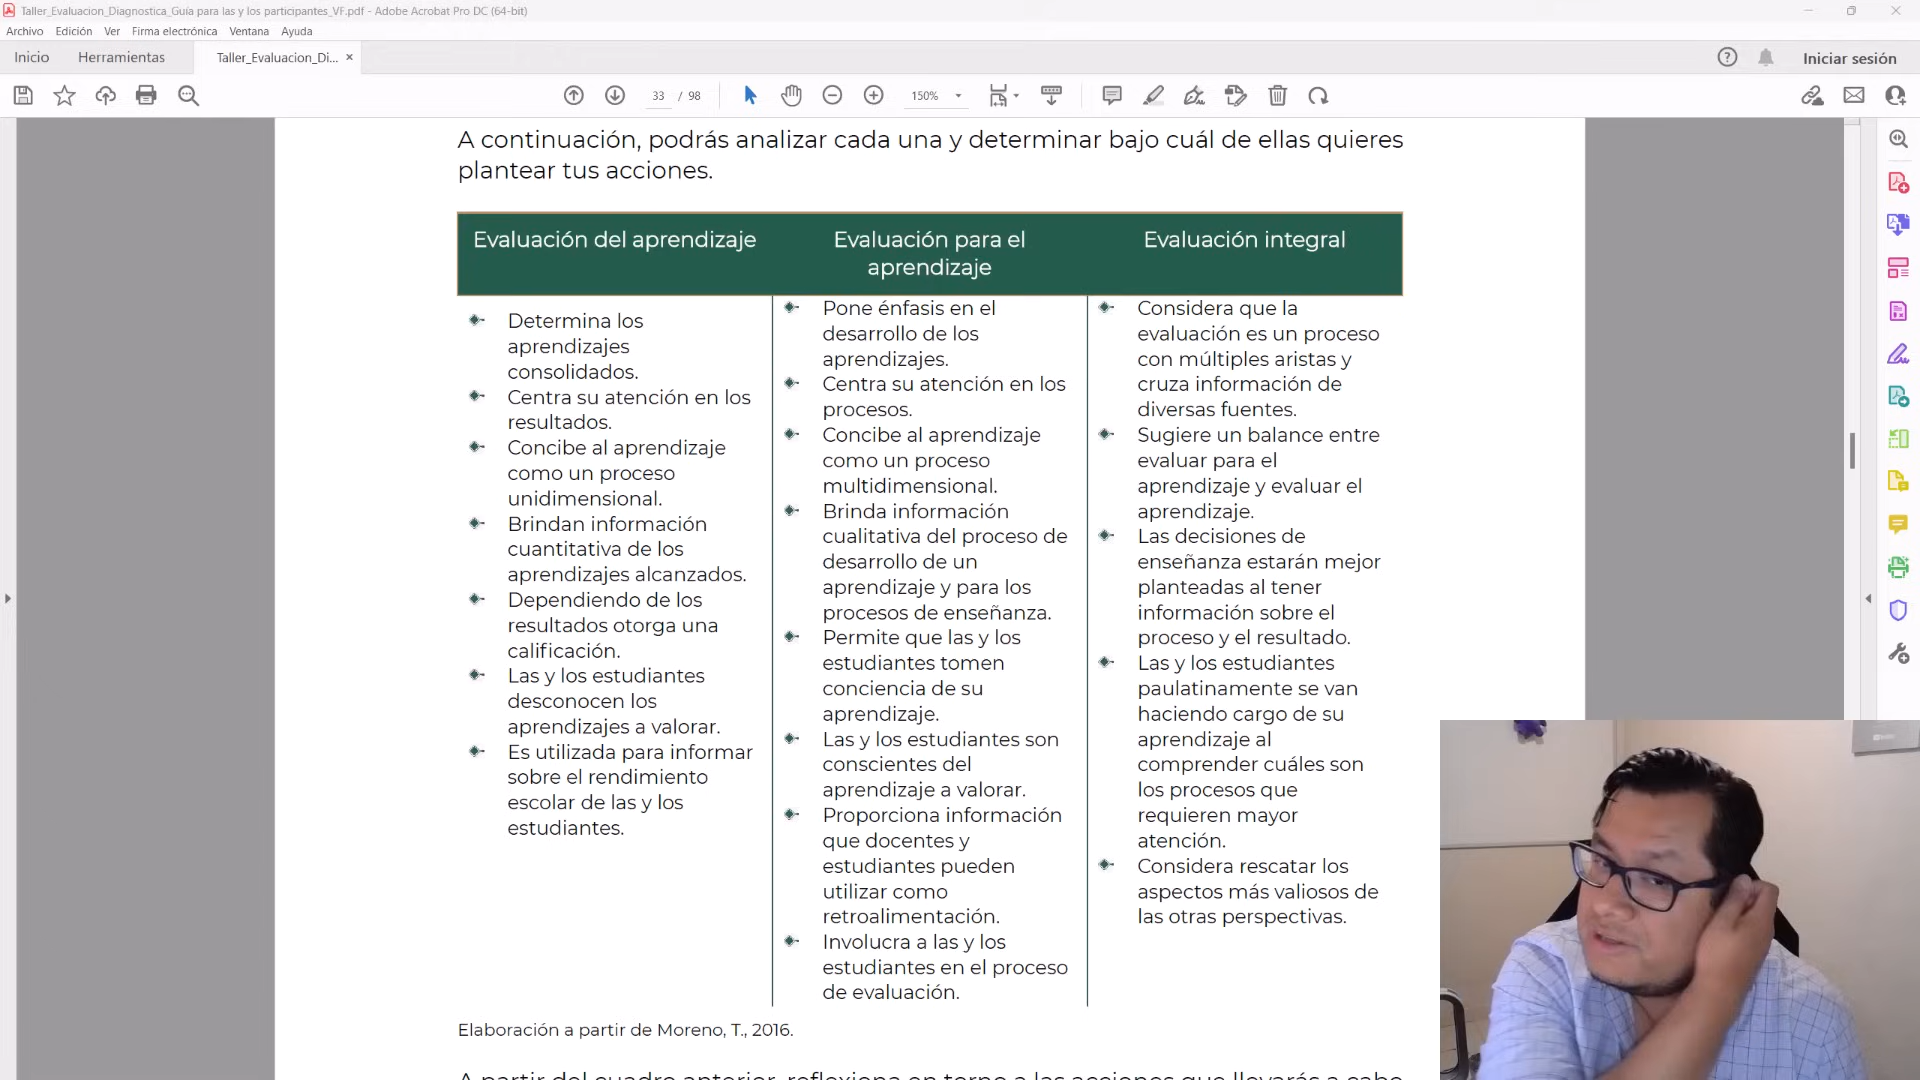 Taller_Evaluacion_Diagnostica_Guía para las y los participantes_VF.pdf - Adobe Acrobat Pro DC (64-bit)
Archivo Edición Ver Firma electrónica Ventana Ayuda
Inicio Herramientas Taller_Evaluacion_Di... × Iniciar sesión
33 / 98 150%
A continuación, podrás analizar cada una y determinar bajo cuál de ellas quieres
plantear tus acciones.
Evaluación del aprendizaje
Determina los
aprendizajes
consolidados.
Centra su atención en los
resultados.
Concibe al aprendizaje
como un proceso
unidimensional.
Brindan información
cuantitativa de los
aprendizajes alcanzados.
Dependiendo de los
resultados otorga una
calificación.
Las y los estudiantes
desconocen los
aprendizajes a valorar.
Es utilizada para informar
sobre el rendimiento
escolar de las y los
estudiantes.
Evaluación para el
aprendizaje
Pone énfasis en el
desarrollo de los
aprendizajes.
Centra su atención en los
procesos.
Concibe al aprendizaje
como un proceso
multidimensional.
Brinda información
cualitativa del proceso de
desarrollo de un
aprendizaje y para los
procesos de enseñanza.
Permite que las y los
estudiantes tomen
conciencia de su
aprendizaje.
Las y los estudiantes son
conscientes del
aprendizaje a valorar.
Proporciona información
que docentes y
estudiantes pueden
utilizar como
retroalimentación.
Involucra a las y los
estudiantes en el proceso
de evaluación.
Evaluación integral
Considera que la
evaluación es un proceso
con múltiples aristas y
cruza información de
diversas fuentes.
Sugiere un balance entre
evaluar para el
aprendizaje y evaluar el
aprendizaje.
Las decisiones de
enseñanza estarán mejor
planteadas al tener
información sobre el
proceso y el resultado.
Las y los estudiantes
paulatinamente se van
haciendo cargo de su
aprendizaje al
comprender cuáles son
los procesos que
requieren mayor
atención.
Considera rescatar los
aspectos más valiosos de
las otras perspectivas.
Elaboración a partir de Moreno, T., 2016.
A partir del cuadro anterior, reflexiona en torno a las acciones que llevarás a cabo